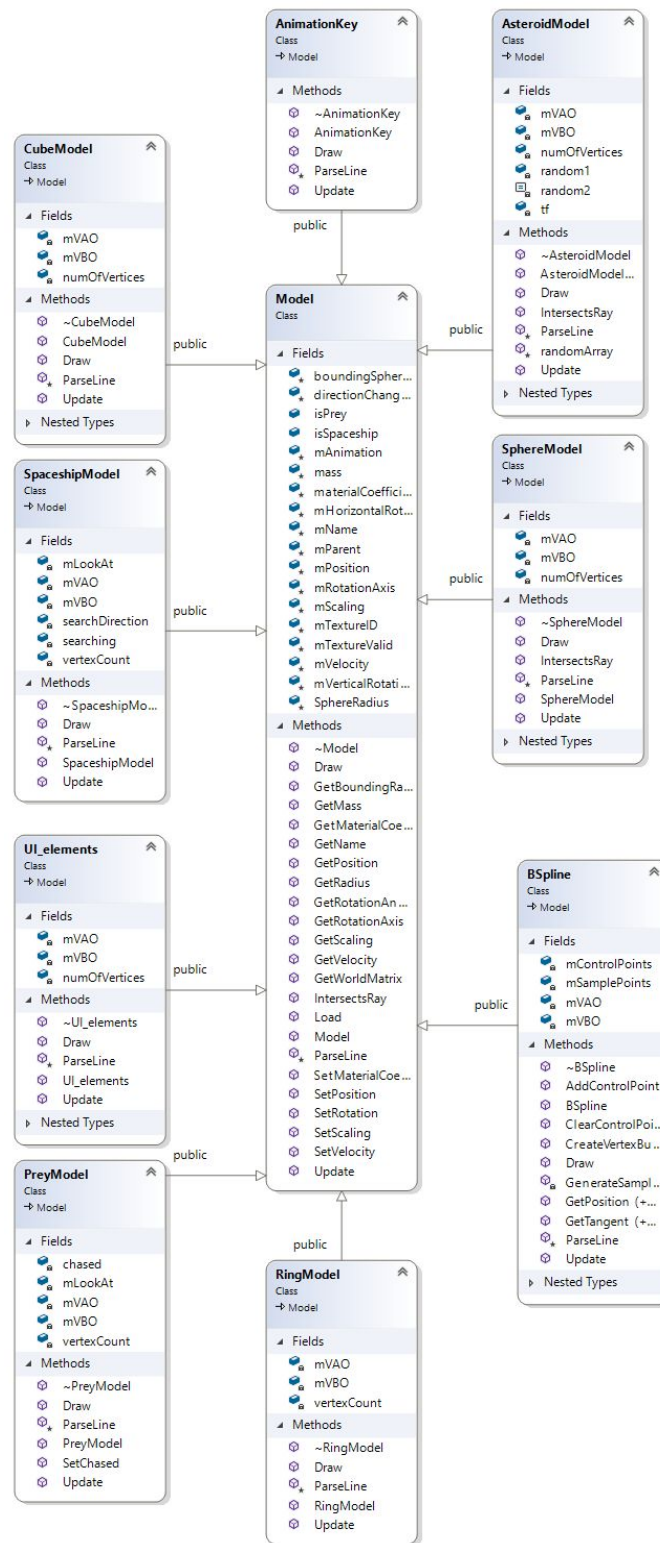 AnimationKey
Class
→ Model
Methods
~AnimationKey
AnimationKey
Draw
ParseLine
Update
public
AsteroidModel
Class
→ Model
Fields
mVAO
mVBO
numOfVertices
random1
random2
tf
Methods
~AsteroidModel
AsteroidModel...
Draw
IntersectsRay
ParseLine
randomArray
Update
public
CubeModel
Class
→ Model
Fields
mVAO
mVBO
numOfVertices
Methods
~CubeModel
CubeModel
Draw
ParseLine
Update
Nested Types
public
Model
Class
Fields
boundingSpher...
directionChang...
isPrey
isSpaceship
mAnimation
mass
materialCoeffici...
mHorizontalRot...
mName
mParent
mPosition
mRotationAxis
mScaling
mTextureID
mTextureValid
mVelocity
mVerticalRotati...
SphereRadius
Methods
~Model
Draw
GetBoundingRa...
GetMass
GetMaterialCoe...
GetName
GetPosition
GetRadius
GetRotationAn...
GetRotationAxis
GetScaling
GetVelocity
GetWorldMatrix
IntersectsRay
Load
Model
ParseLine
SetMaterialCoe...
SetPosition
SetRotation
SetScaling
SetVelocity
Update
SpaceshipModel
Class
→ Model
Fields
mLookAt
mVAO
mVBO
searchDirection
searching
vertexCount
Methods
~SpaceshipMo...
Draw
ParseLine
SpaceshipModel
Update
public
SphereModel
Class
→ Model
Fields
mVAO
mVBO
numOfVertices
Methods
~SphereModel
Draw
IntersectsRay
ParseLine
SphereModel
Update
Nested Types
public
UI_elements
Class
→ Model
Fields
mVAO
mVBO
numOfVertices
Methods
~UI_elements
Draw
ParseLine
UI_elements
Update
Nested Types
public
BSpline
Class
→ Model
Fields
mControlPoints
mSamplePoints
mVAO
mVBO
Methods
~BSpline
AddControlPoint
BSpline
ClearControlPoi...
CreateVertexBu...
Draw
GenerateSampl...
GetPosition (+...
GetTangent (+...
ParseLine
Update
Nested Types
public
PreyModel
Class
→ Model
Fields
chased
mLookAt
mVAO
mVBO
vertexCount
Methods
~PreyModel
Draw
ParseLine
PreyModel
SetChased
Update
public
public
RingModel
Class
→ Model
Fields
mVAO
mVBO
vertexCount
Methods
~RingModel
Draw
ParseLine
RingModel
Update